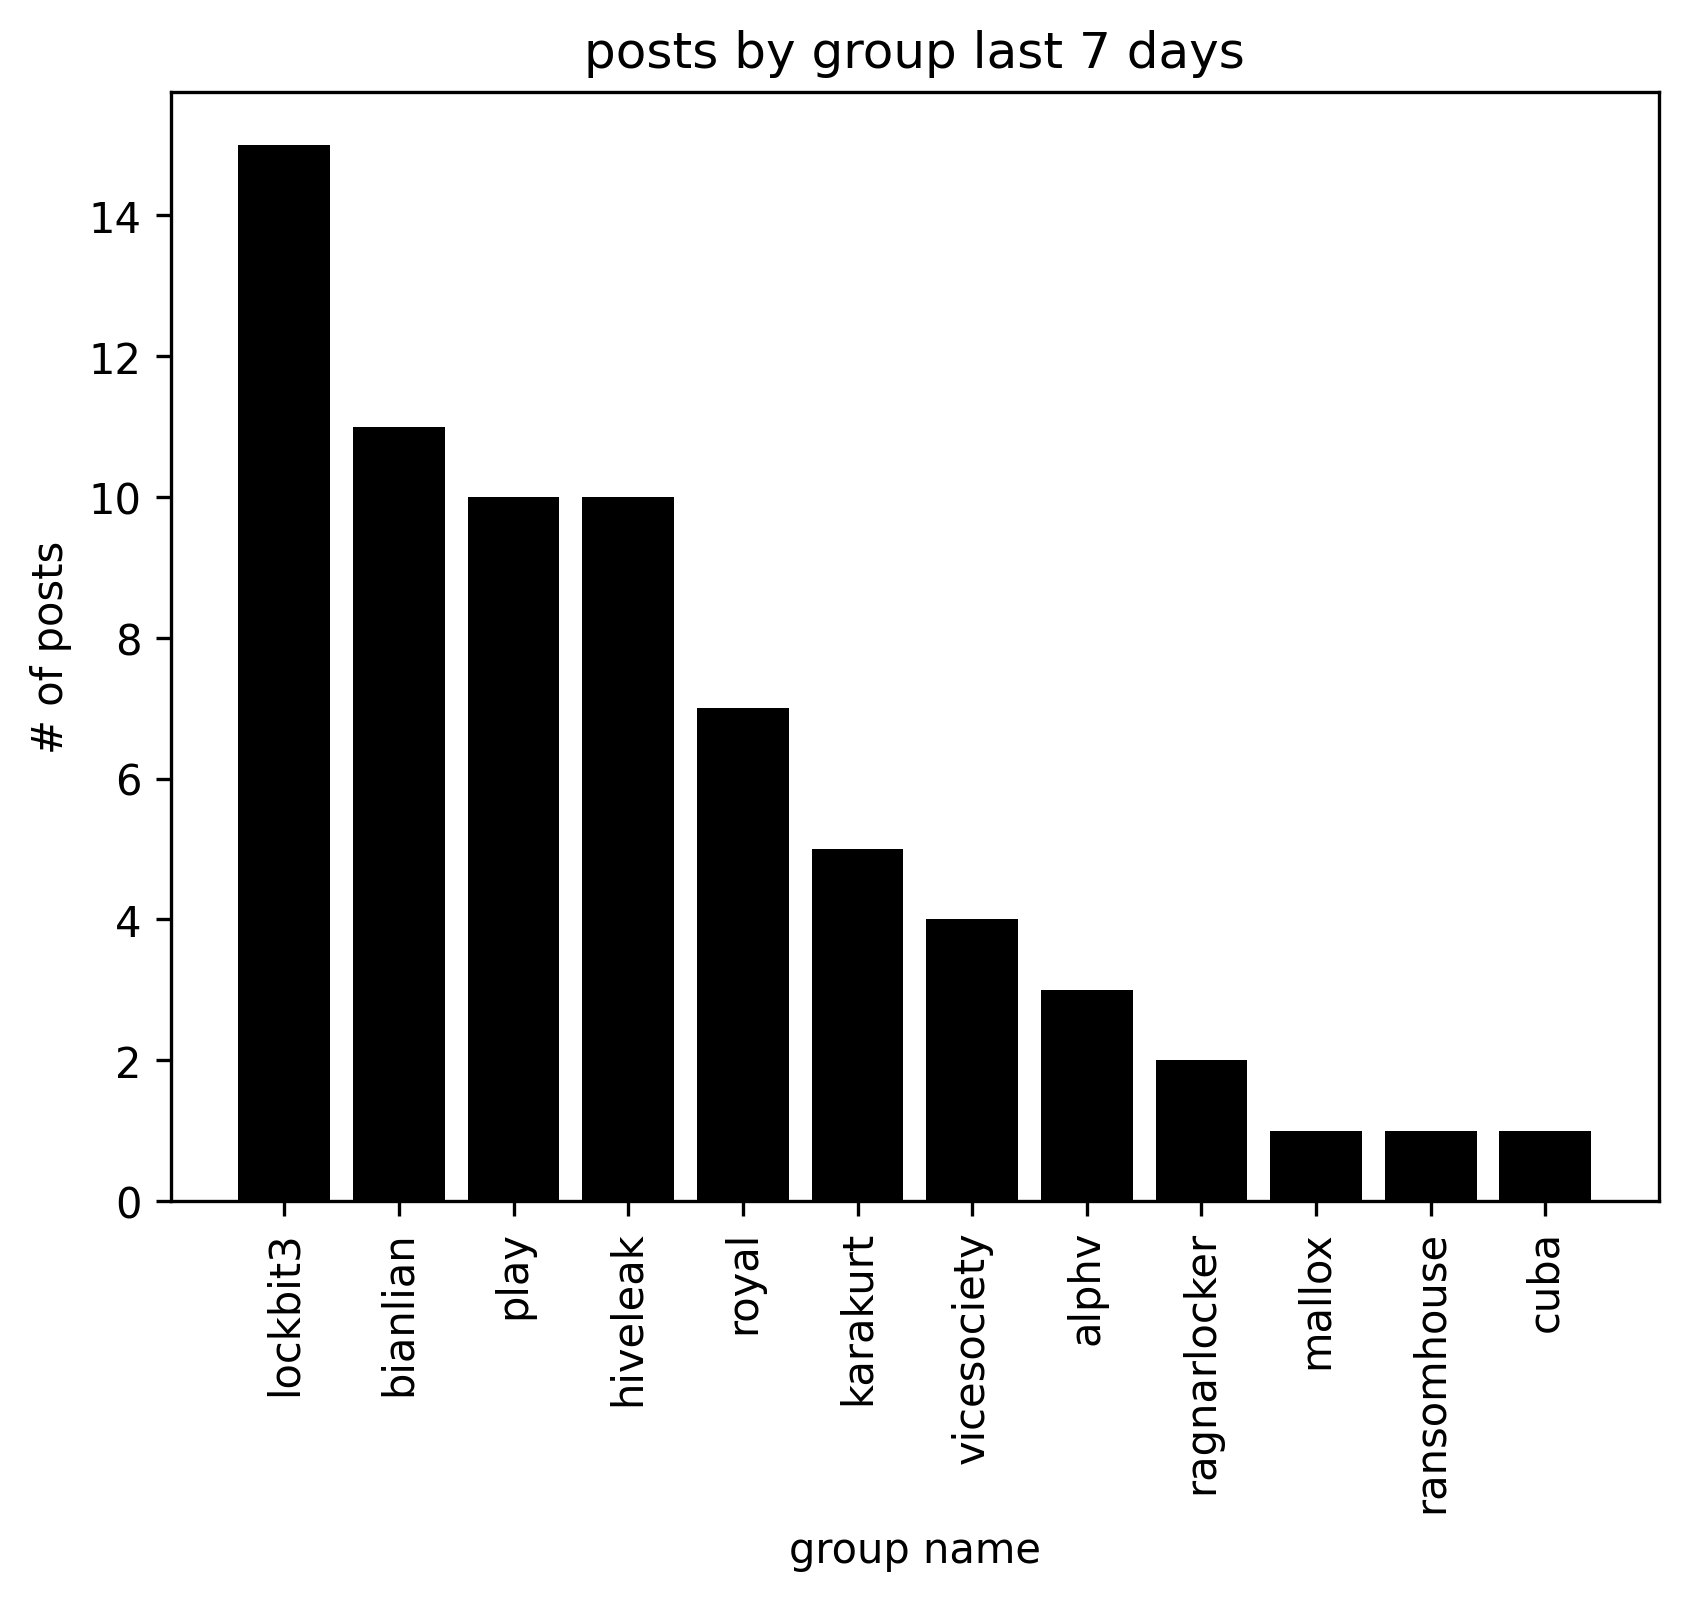 posts by group last 7 days
14
12
10
8
6
4
2
0
# of posts
lockbit3
bianlian
play
hiveleak
royal
karakurt
vicesociety
alphv
ragnarlocker
mallox
ransomhouse
cuba
group name